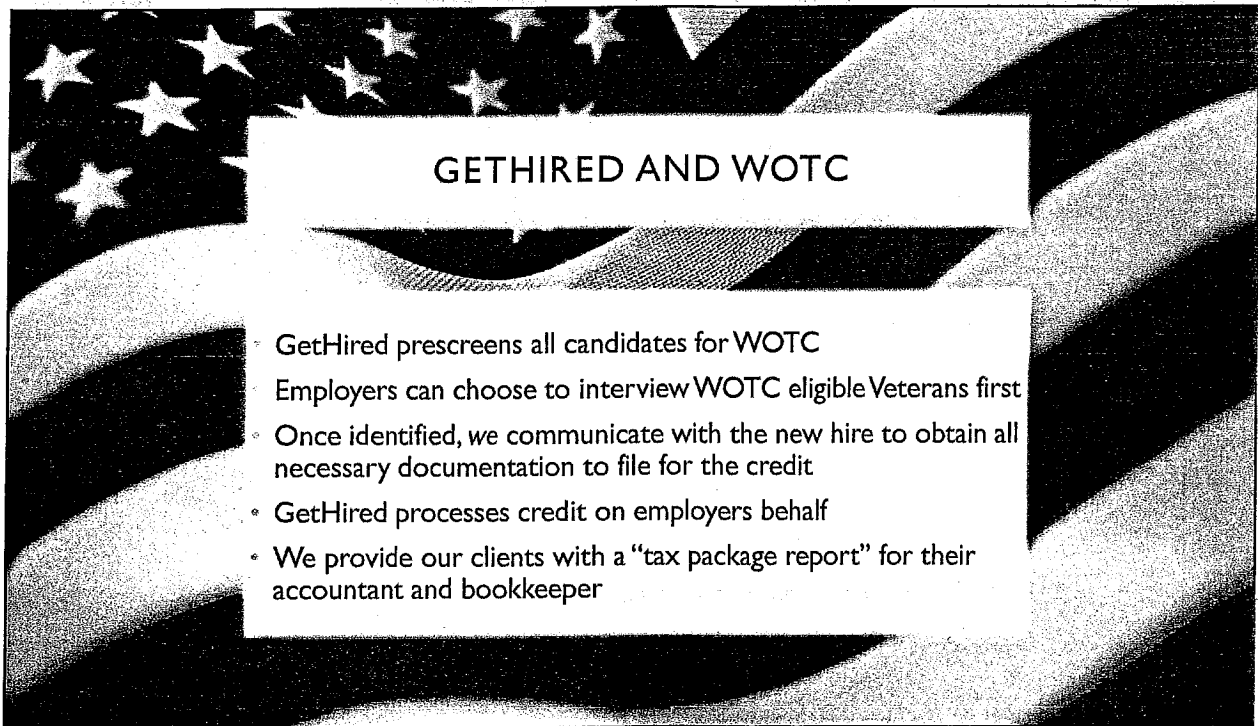 GETHIRED AND WOTC
GetHired prescreens all candidates for WOTC
Employers can choose to interview WOTC eligible Veterans first
Once identified, we communicate with the new hire to obtain all
necessary documentation to file for the credit
• GetHired processes credit on employers behalf
• We provide our clients with a “tax package report” for their
accountant and bookkeeper